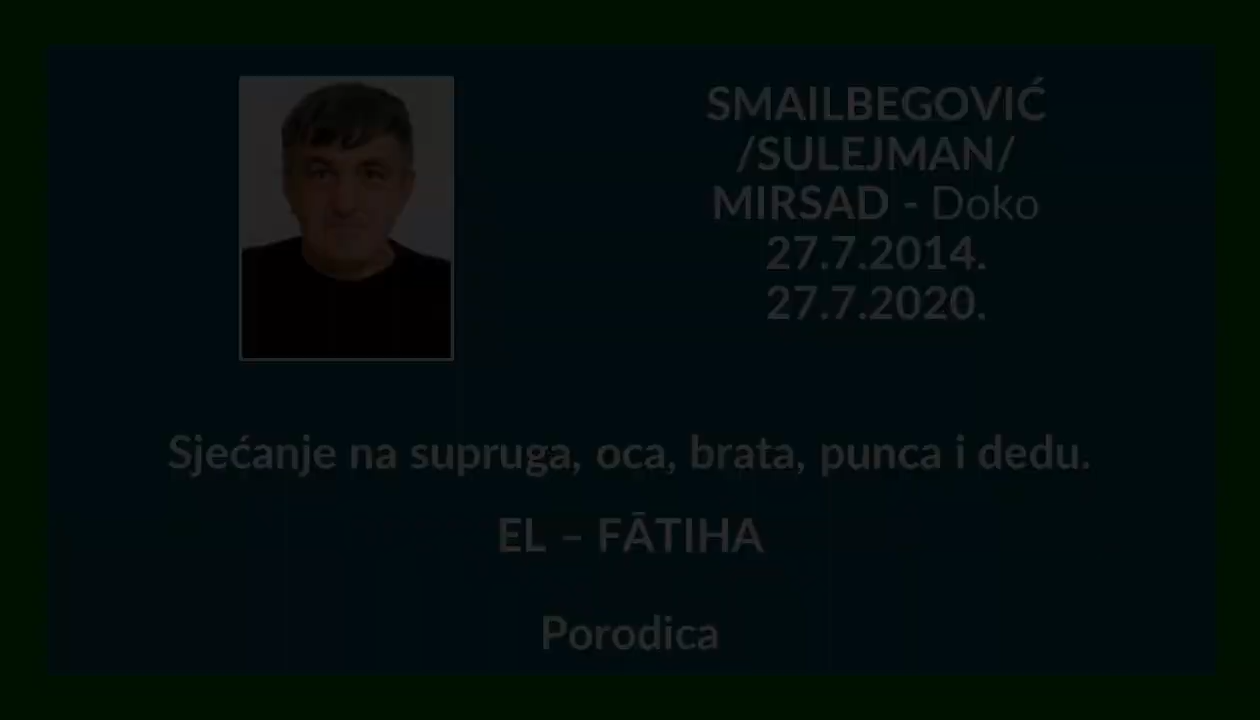 SMAILBEGOVIĆ
/SULEJMAN/
MIRSAD - Doko
27.7.2014.
27.7.2020.
Sjećanje na supruga, oca, brata, punca i dedu.
EL – FĀTIHA
Porodica